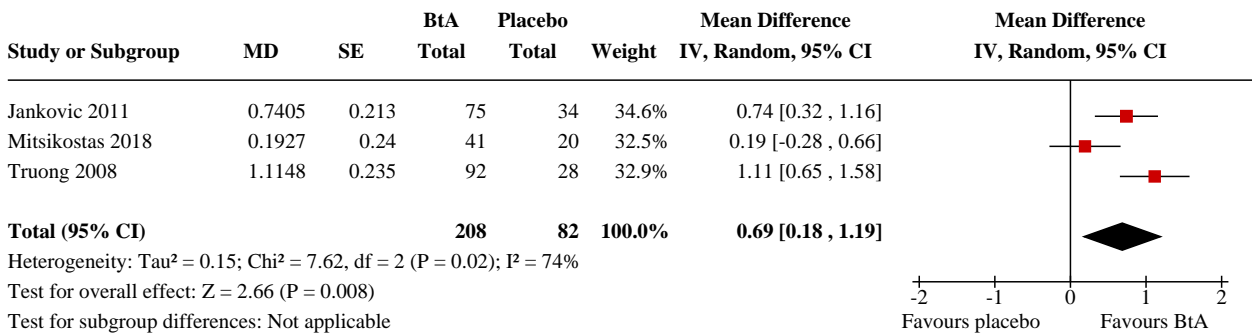 BtA Placebo Mean Difference Mean Difference
Study or Subgroup MD SE Total Total Weight IV, Random, 95% CI IV, Random, 95% CI
Jankovic 2011 0.7405 0.213 75 34 34.6% 0.74 [0.32 , 1.16]
Mitsikostas 2018 0.1927 0.24 41 20 32.5% 0.19 [-0.28 , 0.66]
Truong 2008 1.1148 0.235 92 28 32.9% 1.11 [0.65 , 1.58]
Total (95% CI) 208 82 100.0% 0.69 [0.18 , 1.19]
Heterogeneity: Tau² = 0.15; Chi² = 7.62, df = 2 (P = 0.02); I² = 74%
Test for overall effect: Z = 2.66 (P = 0.008) -2 -1 0 1 2
Test for subgroup differences: Not applicable Favours placebo Favours BtA